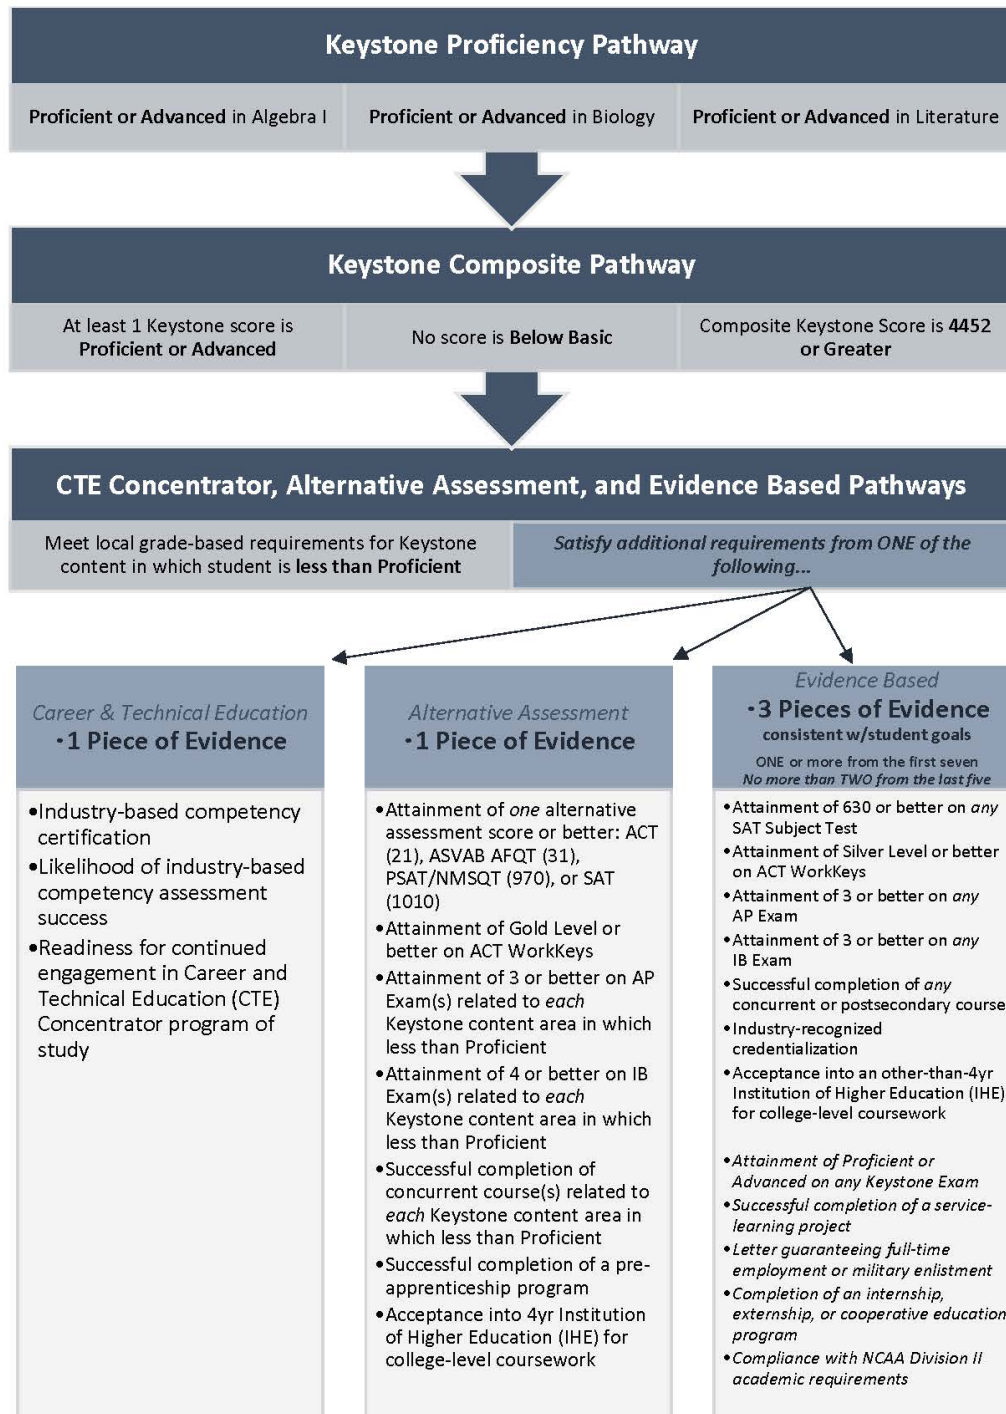 Keystone Proficiency Pathway
Proficient or Advanced in Algebra I
Proficient or Advanced in Biology
Proficient or Advanced in Literature
Keystone Composite Pathway
At least 1 Keystone score is
Proficient or Advanced
No score is Below Basic
Composite Keystone Score is 4452
or Greater
CTE Concentrator, Alternative Assessment, and Evidence Based Pathways
Meet local grade-based requirements for Keystone
content in which student is less than Proficient
Satisfy additional requirements from ONE of the
following...
Career & Technical Education
·1 Piece of Evidence
•Industry-based competency
certification
•Likelihood of industry-based
competency assessment
success
•Readiness for continued
engagement in Career and
Technical Education (CTE)
Concentrator program of
study
Alternative Assessment
·1 Piece of Evidence
•Attainment of one alternative
assessment score or better: ACT
(21), ASVAB AFQT (31),
PSAT/NMSQT (970), or SAT
(1010)
•Attainment of Gold Level or
better on ACT WorkKeys
•Attainment of 3 or better on AP
Exam(s) related to each
Keystone content area in which
less than Proficient
•Attainment of 4 or better on IB
Exam(s) related to each
Keystone content area in which
less than Proficient
•Successful completion of
concurrent course(s) related to
each Keystone content area in
which less than Proficient
•Successful completion of a pre-
apprenticeship program
•Acceptance into 4yr Institution
of Higher Education (IHE) for
college-level coursework
Evidence Based
·3 Pieces of Evidence
consistent w/student goals
ONE or more from the first seven
No more than TWO from the last five
•Attainment of 630 or better on any
SAT Subject Test
•Attainment of Silver Level or better
on ACT WorkKeys
•Attainment of 3 or better on any
AP Exam
•Attainment of 3 or better on any
IB Exam
•Successful completion of any
concurrent or postsecondary course
•Industry-recognized
credentialization
•Acceptance into an other-than-4yr
Institution of Higher Education (IHE)
for college-level coursework
•Attainment of Proficient or
Advanced on any Keystone Exam
•Successful completion of a service-
learning project
•Letter guaranteeing full-time
employment or military enlistment
•Completion of an internship,
externship, or cooperative education
program
•Compliance with NCAA Division II
academic requirements